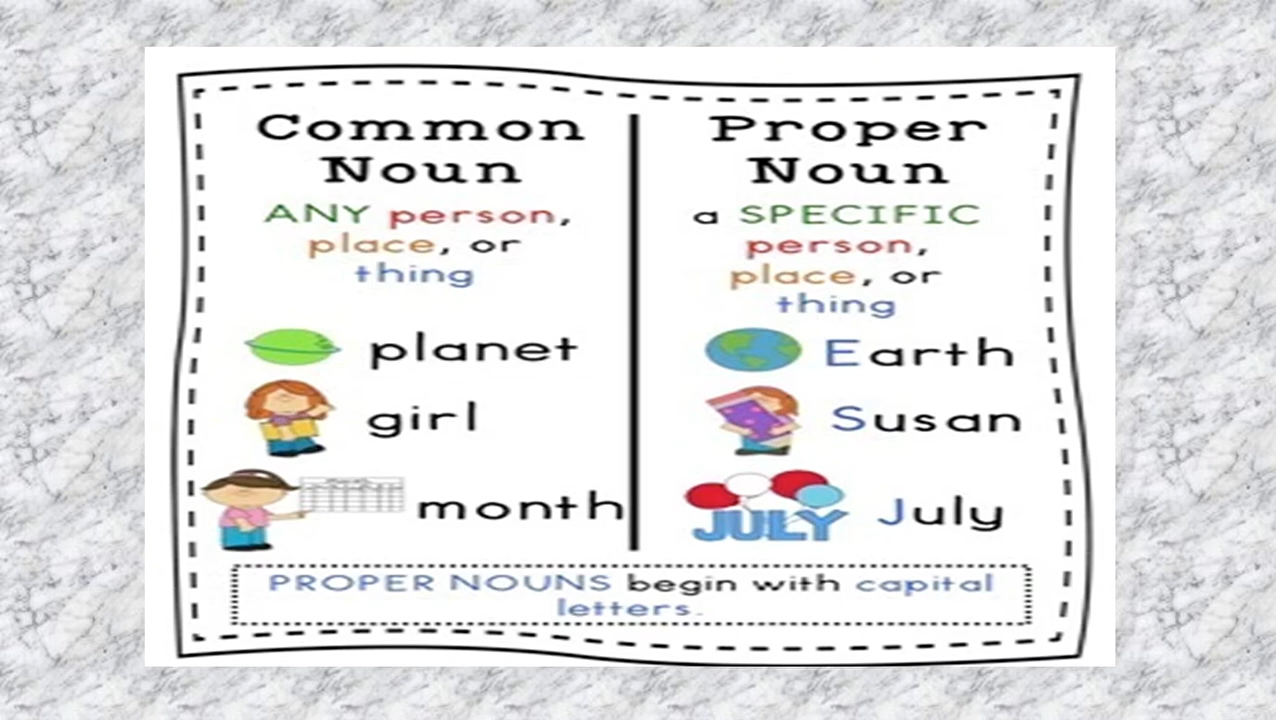 Common
Noun
ANY person,
place, or
thing
planet
girl
month
Proper
Noun
a SPECIFIC
person,
place, or
thing
Earth
Susan
JULY July
PROPER NOUNS begin with capital
letters.